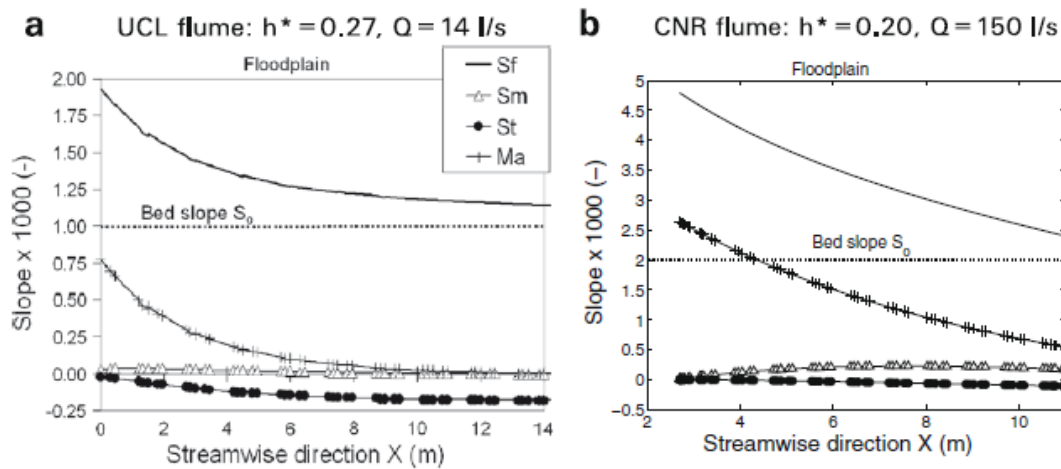 a UCL flume: h* = 0.27, Q = 14 l/s
Floodplain
2.00
1.75
1.50
1.25
1.00
0.75
0.50
0.25
0.00
-0.25
Slope x 1000 (-)
Sf
Sm
St
Ma
Bed slope S₀
0 2 4 6 8 10 12 14
Streamwise direction X (m)
b CNR flume: h* = 0.20, Q = 150 l/s
Floodplain
5
4.5
4
3.5
3
2.5
2
1.5
1
0.5
0
−0.5
Slope x 1000 (−)
Bed slope S₀
2 4 6 8 10
Streamwise direction X (m)